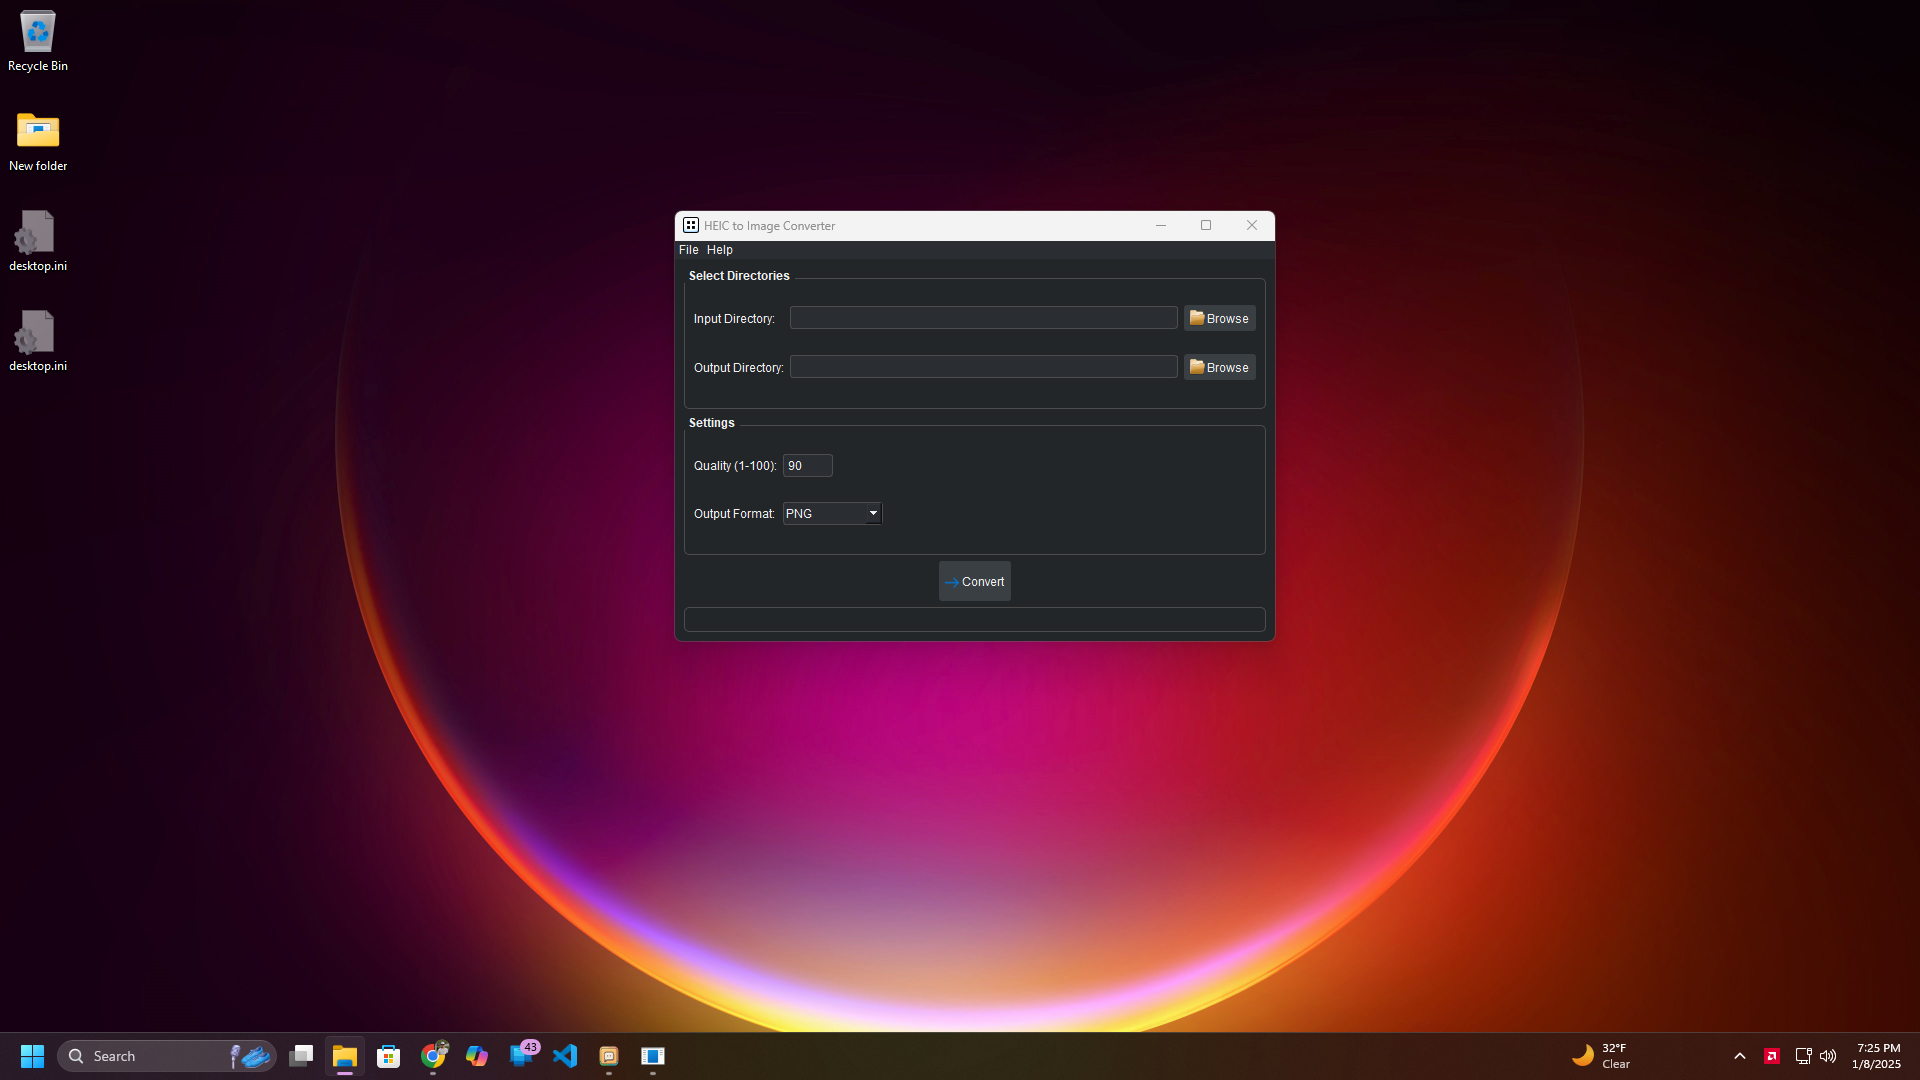 Recycle Bin
New folder
desktop.ini
desktop.ini
HEIC to Image Converter
File Help
Select Directories
Input Directory:
Browse
Output Directory:
Browse
Settings
Quality (1-100): 90
Output Format: PNG
Convert
Search
43
32°F
Clear
7:25 PM
1/8/2025